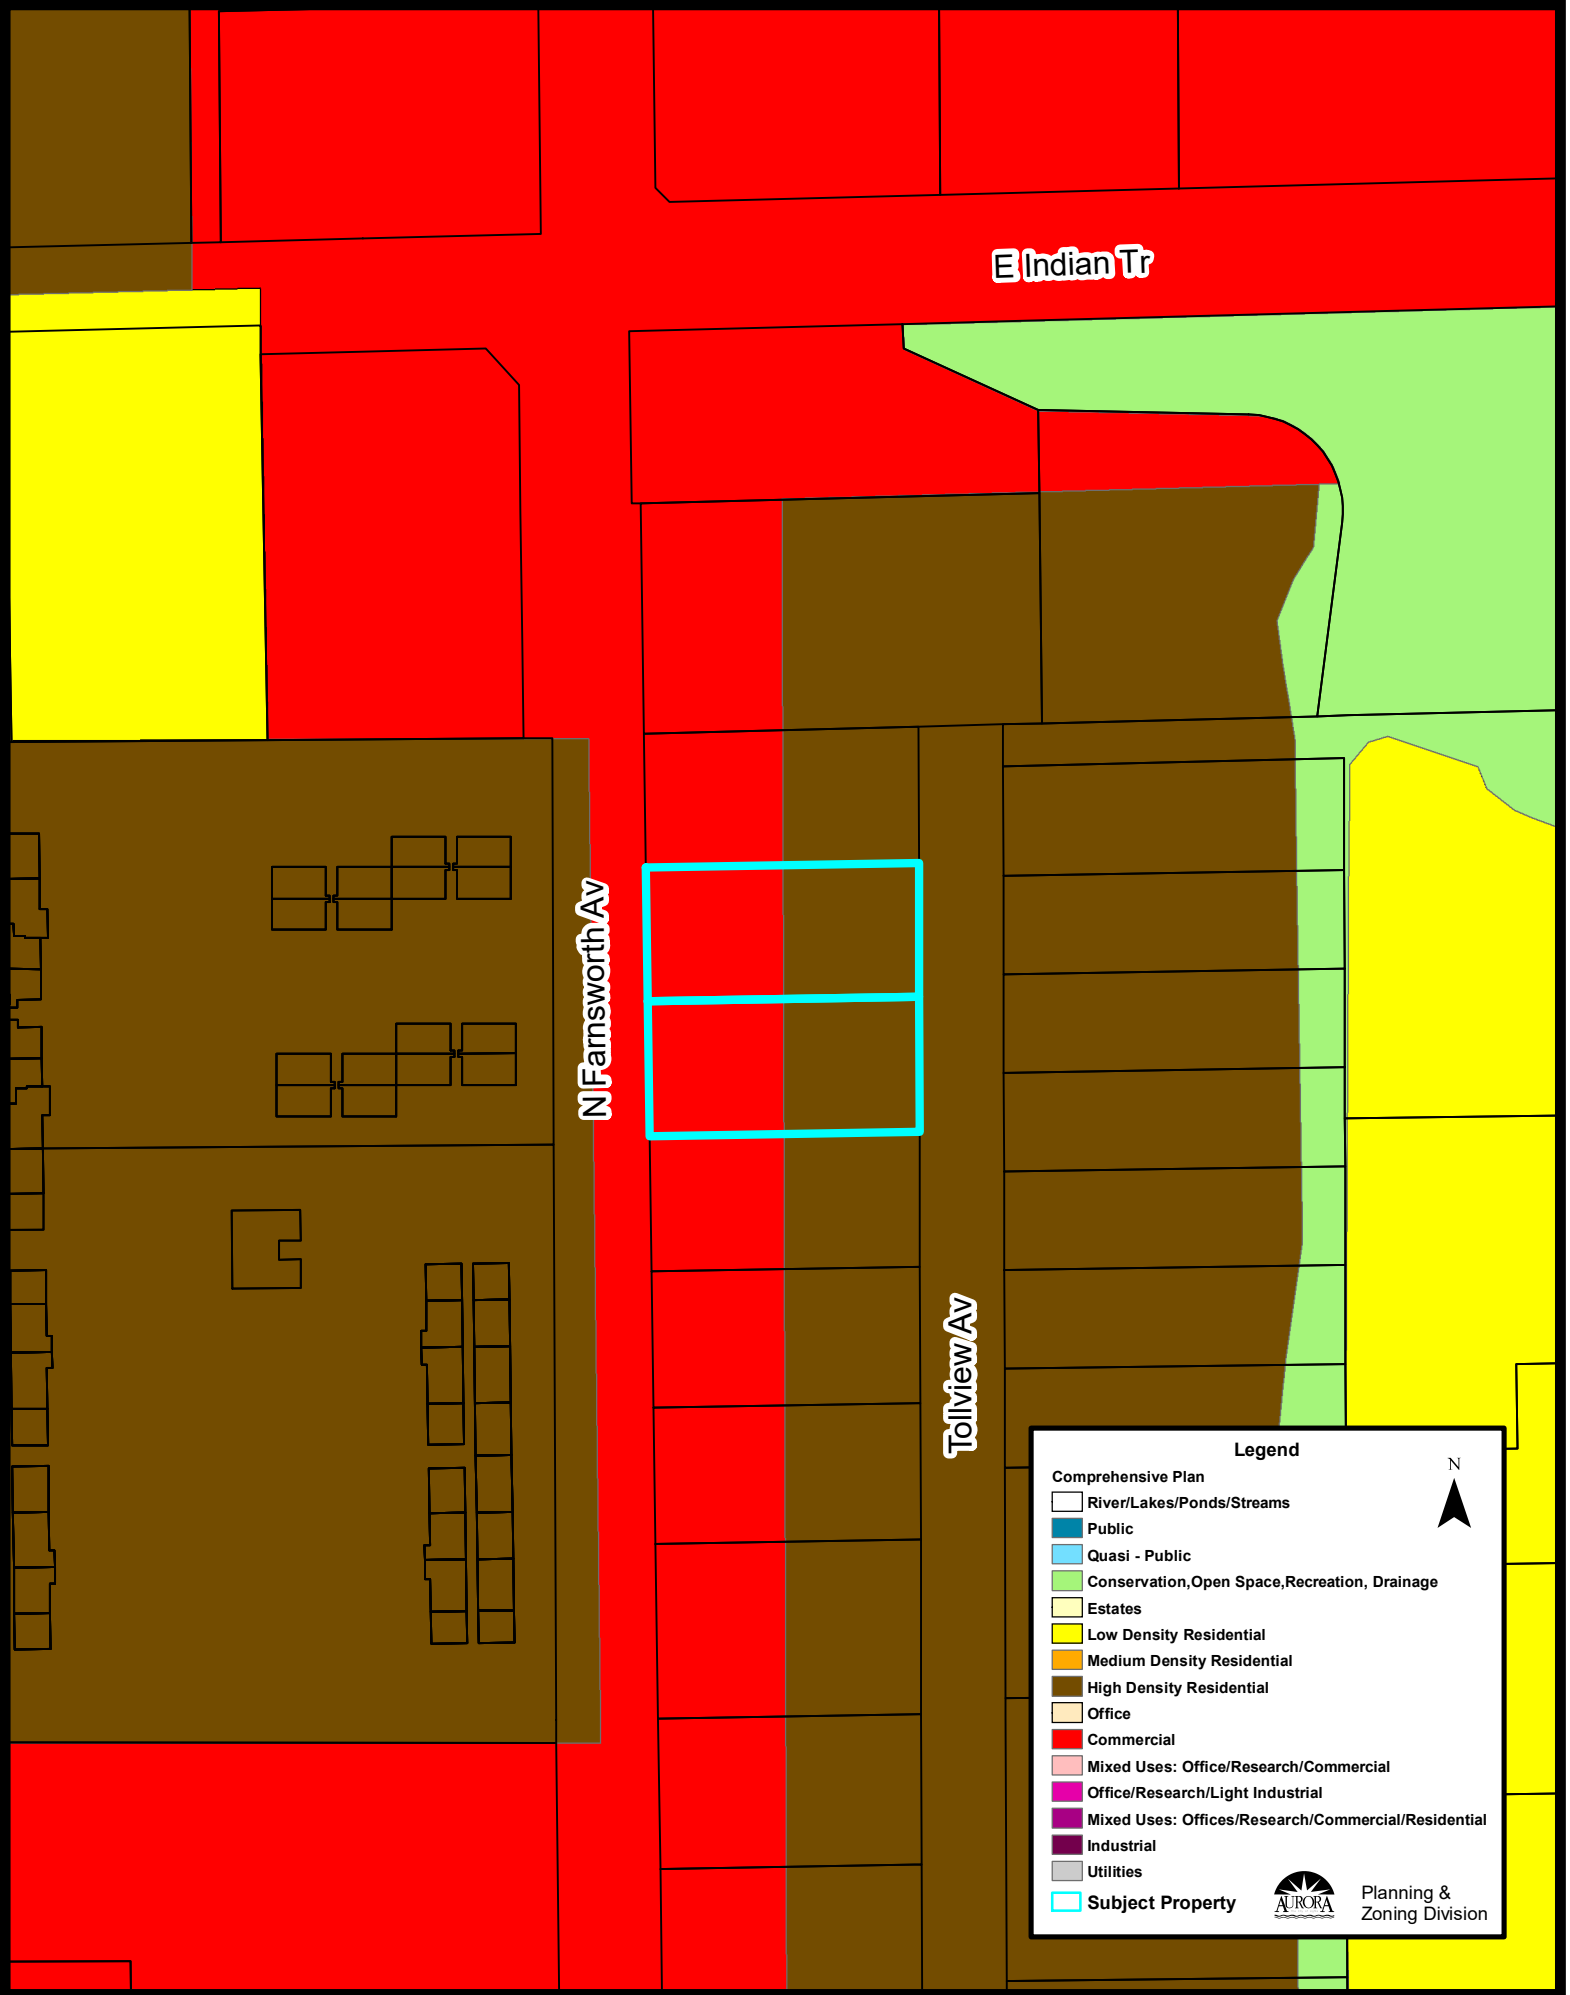 E Indian Tr
N Farnsworth Av
Tollview Av
Legend
N
Comprehensive Plan
River/Lakes/Ponds/Streams
Public
Quasi - Public
Conservation,Open Space,Recreation, Drainage
Estates
Low Density Residential
Medium Density Residential
High Density Residential
Office
Commercial
Mixed Uses: Office/Research/Commercial
Office/Research/Light Industrial
Mixed Uses: Offices/Research/Commercial/Residential
Industrial
Utilities
Subject Property
AURORA
Planning &
Zoning Division